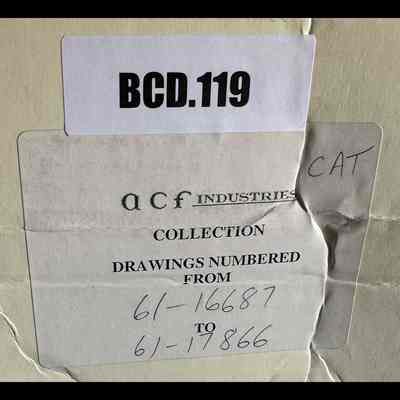 BCD.119
CAT
acf INDUSTRIES
COLLECTION
DRAWINGS NUMBERED
FROM
61-16687
TO
61-17866